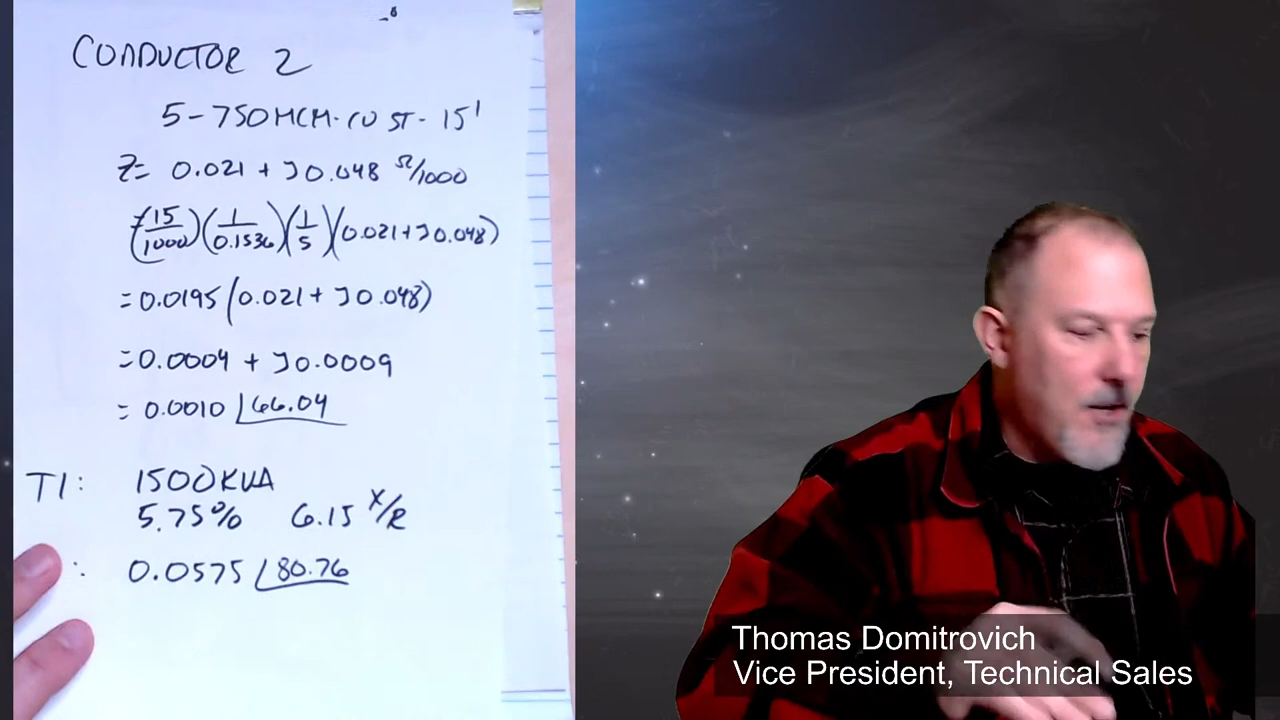 CONDUCTOR 2
5-750MCM-CU ST-15'
Z= 0.021 + J0.048 Ω/1000
=(15/1000)(1/0.1536)(1/5)(0.021+J0.048)
=0.0195(0.021+J0.048)
=0.0004 + J0.0009
= 0.0010 ∠66.04
T1: 1500KVA
5.75% 6.15 X/R
∴ 0.0575 ∠80.76
Thomas Domitrovich
Vice President, Technical Sales